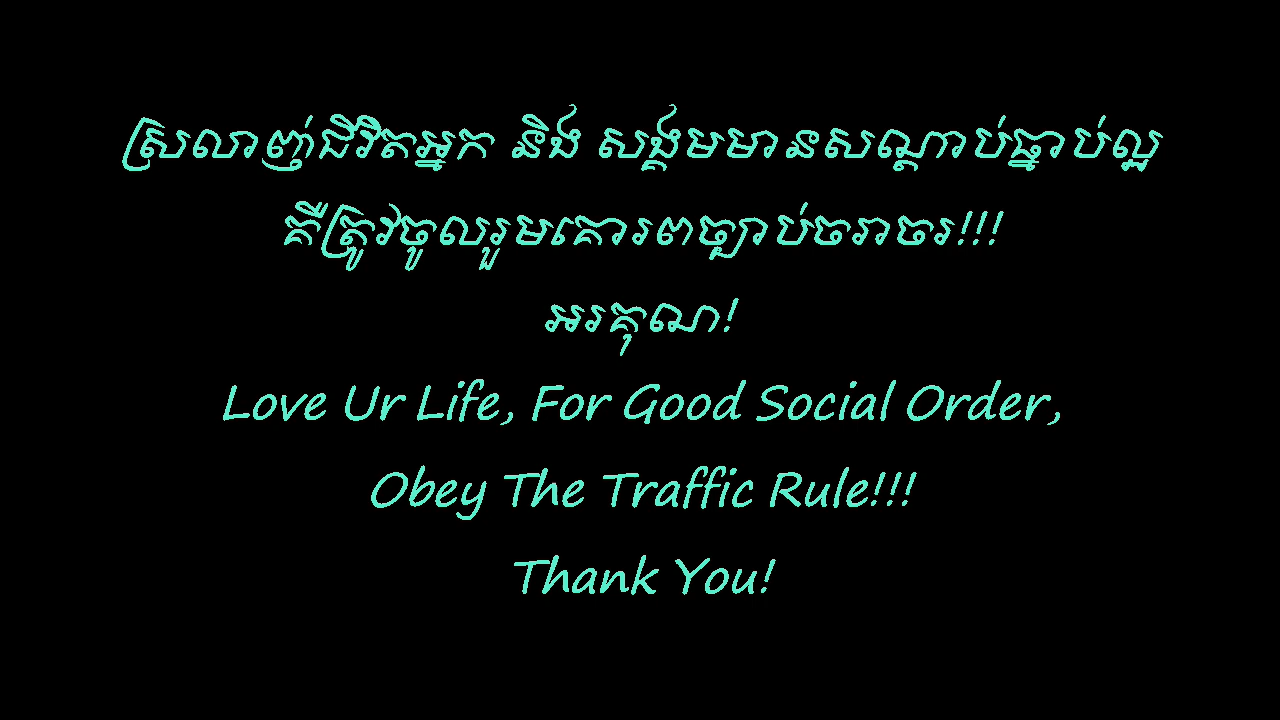 ស្រលាញ់ជីវិតអ្នក និង សង្គមមានសណ្ដាប់ធ្នាប់ល្អ
គឺត្រូវចូលរួមគោរពច្បាប់ចរាចរ!!!
អរគុណ!
Love Ur Life, For Good Social Order,
Obey The Traffic Rule!!!
Thank You!